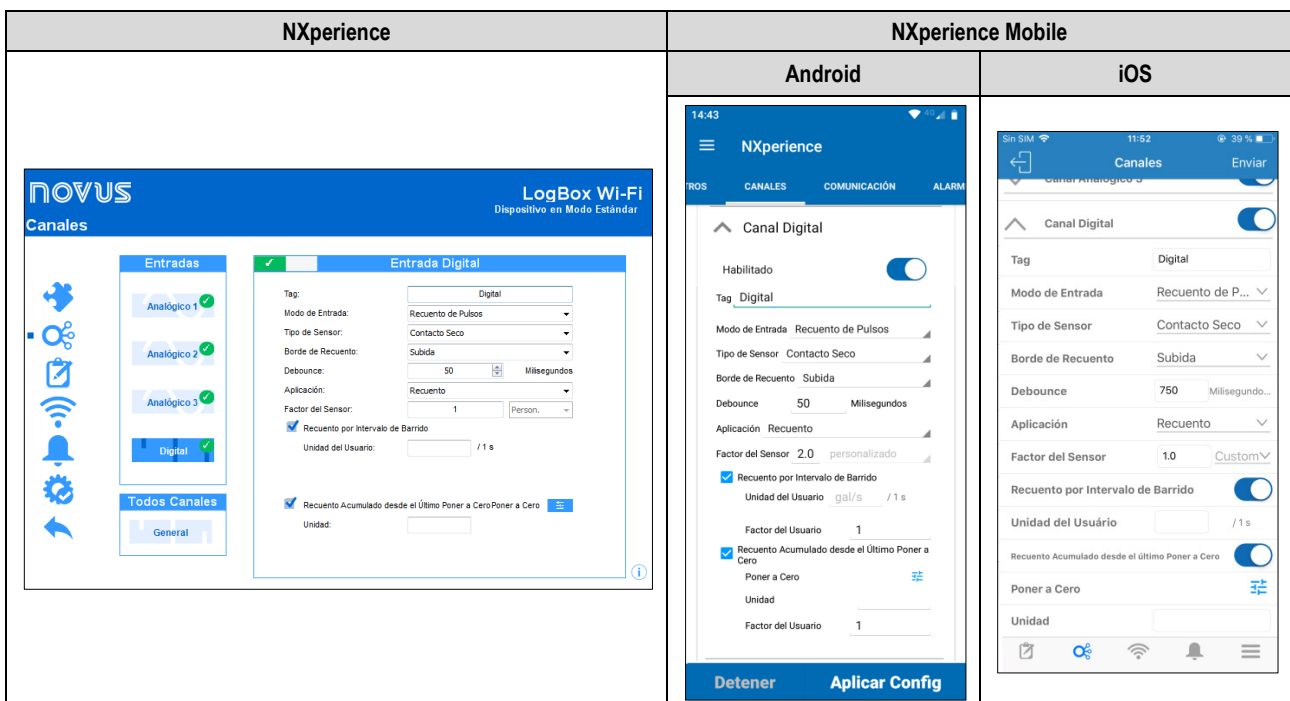 NXperience
NXperience Mobile
Android
iOS
NOVUS
LogBox Wi-Fi
Dispositivo en Modo Estándar
Canales
Entradas
Analógico 1
Analógico 2
Analógico 3
Digital
Todos Canales
General
Entrada Digital
Tag: Digital
Modo de Entrada: Recuento de Pulsos
Tipo de Sensor: Contacto Seco
Borde de Recuento: Subida
Debounce: 50 Milisegundos
Aplicación: Recuento
Factor del Sensor: 1 Person.
Recuento por Intervalo de Barrido
Unidad del Usuario: / 1 s
Recuento Acumulado desde el Último Poner a CeroPoner a Cero
Unidad:
14:43 4G
NXperience
TROS CANALES COMUNICACIÓN ALARM
Canal Digital
Habilitado
Tag Digital
Modo de Entrada Recuento de Pulsos
Tipo de Sensor Contacto Seco
Borde de Recuento Subida
Debounce 50 Milisegundos
Aplicación Recuento
Factor del Sensor 2.0 personalizado
Recuento por Intervalo de Barrido
Unidad del Usuario gal/s / 1 s
Factor del Usuario 1
Recuento Acumulado desde el Último Poner a
Cero
Poner a Cero
Unidad
Factor del Usuario 1
Detener Aplicar Config
Sin SIM 11:52 39 %
Canales Enviar
Canal Analógico 3
Canal Digital
Tag Digital
Modo de Entrada Recuento de P...
Tipo de Sensor Contacto Seco
Borde de Recuento Subida
Debounce 750 Milisegundo...
Aplicación Recuento
Factor del Sensor 1.0 Custom
Recuento por Intervalo de Barrido
Unidad del Usuário / 1 s
Recuento Acumulado desde el último Poner a Cero
Poner a Cero
Unidad